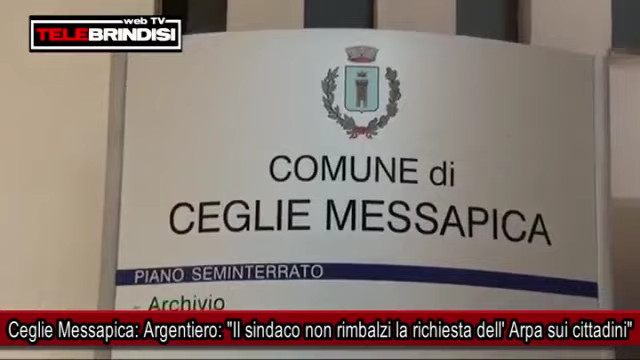 web TV
TELEBRINDISI
COMUNE di
CEGLIE MESSAPICA
PIANO SEMINTERRATO
- Archivio
Ceglie Messapica: Argentiero: "Il sindaco non rimbalzi la richiesta dell' Arpa sui cittadini"